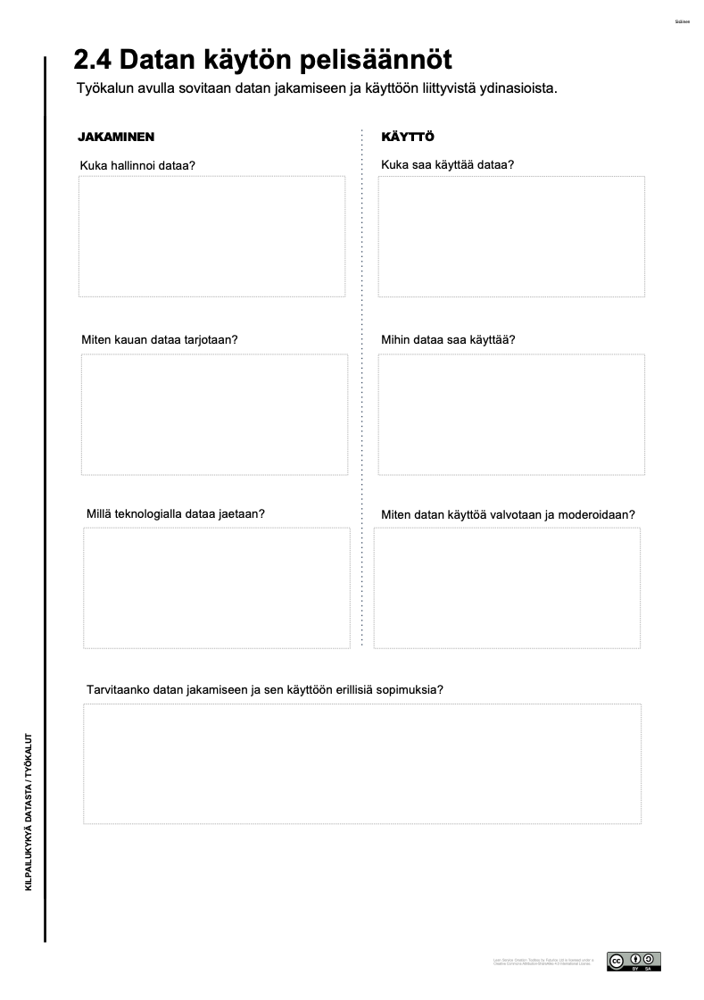 Sisäinen
2.4 Datan käytön pelisäännöt
Työkalun avulla sovitaan datan jakamiseen ja käyttöön liittyvistä ydinasioista.
JAKAMINEN
Kuka hallinnoi dataa?
Miten kauan dataa tarjotaan?
Millä teknologialla dataa jaetaan?
KÄYTTÖ
Kuka saa käyttää dataa?
Mihin dataa saa käyttää?
Miten datan käyttöä valvotaan ja moderoidaan?
Tarvitaanko datan jakamiseen ja sen käyttöön erillisiä sopimuksia?
KILPAILUKYKYÄ DATASTA / TYÖKALUT
Lean Service Creation Toolkley by Futurice Ltd is licensed under a
Creative Commons Attribution-ShareAlike 4.0 International License.
cc BY SA